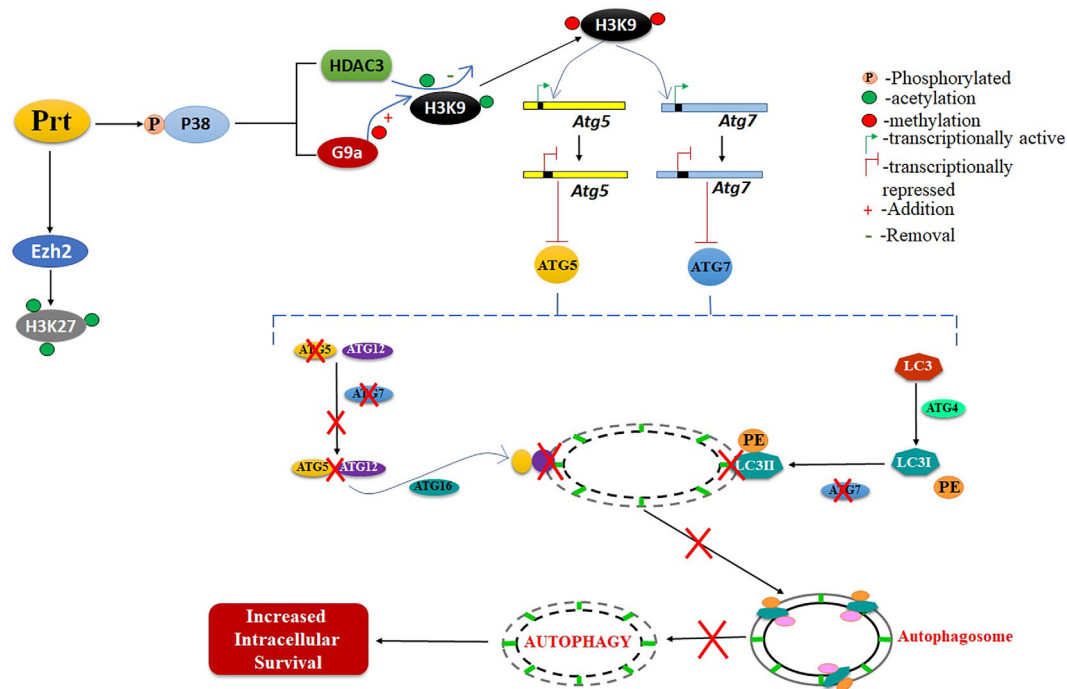 H3K9
HDAC3
-
H3K9
Prt
P
P38
+
G9a
Atg5
Atg7
Atg5
Atg7
P
-Phosphorylated
-acetylation
-methylation
-transcriptionally active
-transcriptionally
repressed
+ -Addition
- -Removal
Ezh2
H3K27
ATG5
ATG7
ATG5
ATG12
ATG7
ATG5
ATG12
ATG16
PE
LC3II
LC3
ATG4
LC3I
PE
ATG7
Autophagosome
AUTOPHAGY
Increased
Intracellular
Survival